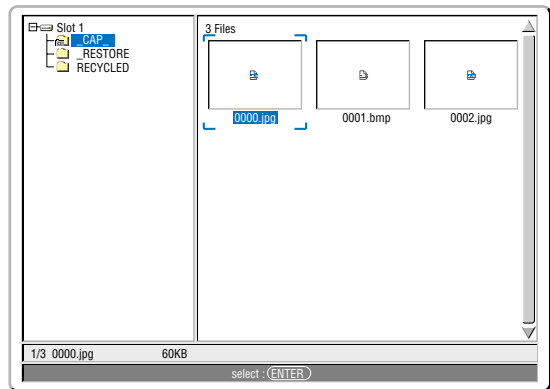 Slot 1
_CAP_
_RESTORE
RECYCLED
3 Files
0000.jpg 0001.bmp 0002.jpg
1/3 0000.jpg 60KB
select : ENTER